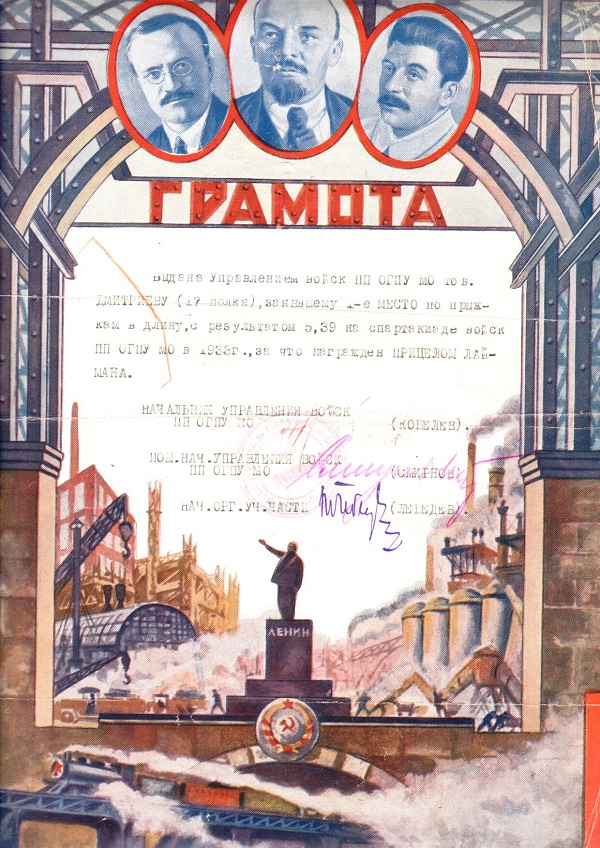 ГРАМОТА
Выдана Управлением войск ПП ОГПУ МО тов.
ДМИТРИЕВУ (17 полка), занявшему 1-е МЕСТО по прыж-
кам в длину, с результатом 5,39 на спартакиаде войск
ПП ОГПУ МО в 1933г., за что награжден ПРИЦЕЛОМ ЛАЙ-
МАНА.
НАЧАЛЬНИК УПРАВЛЕНИЯ ВОЙСК
ПП ОГПУ МО (КОБЕЛЕВ).
ПОМ.НАЧ.УПРАВЛЕНИЯ ВОЙСК
ПП ОГПУ МО (СМИРНОВ)
НАЧ.ОРГ.УЧ.ЧАСТИ (ЛЕБЕДЕВ).
ЛЕНИН